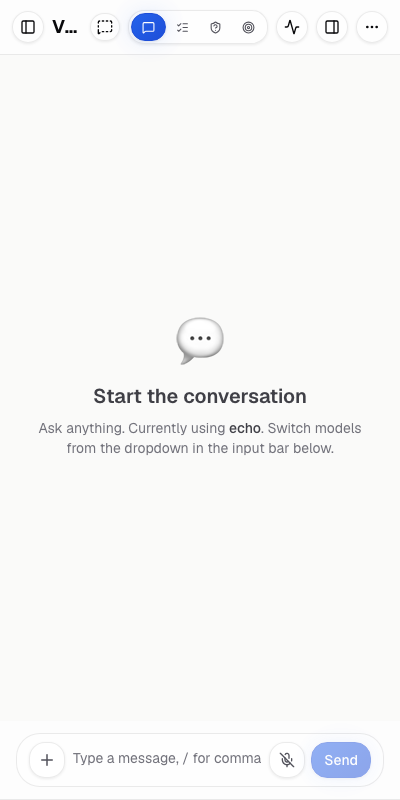 V...
Start the conversation
Ask anything. Currently using echo. Switch models
from the dropdown in the input bar below.
Type a message, / for comma
Send